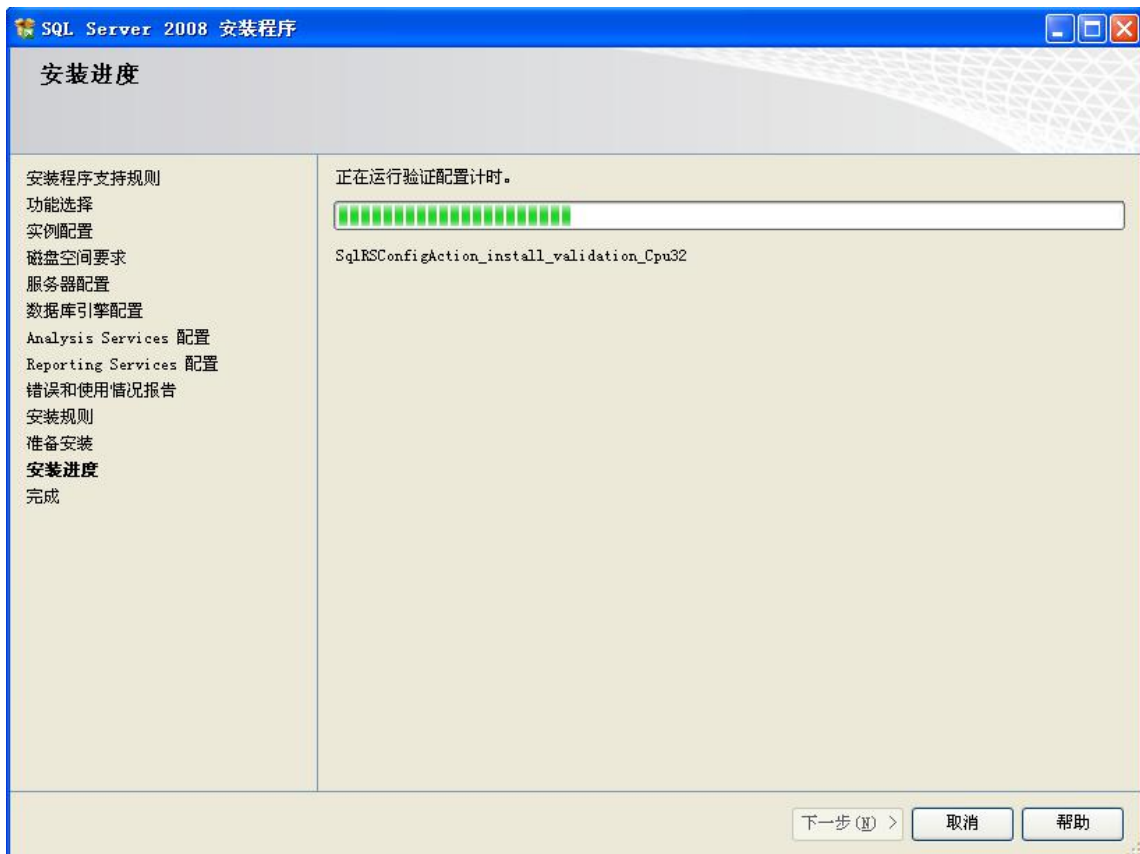 SQL Server 2008 安装程序
安装进度
安装程序支持规则
功能选择
实例配置
磁盘空间要求
服务器配置
数据库引擎配置
Analysis Services 配置
Reporting Services 配置
错误和使用情况报告
安装规则
准备安装
安装进度
完成
正在运行验证配置计时。
SqlRSConfigAction_install_validation_Cpu32
下一步(N) >
取消
帮助